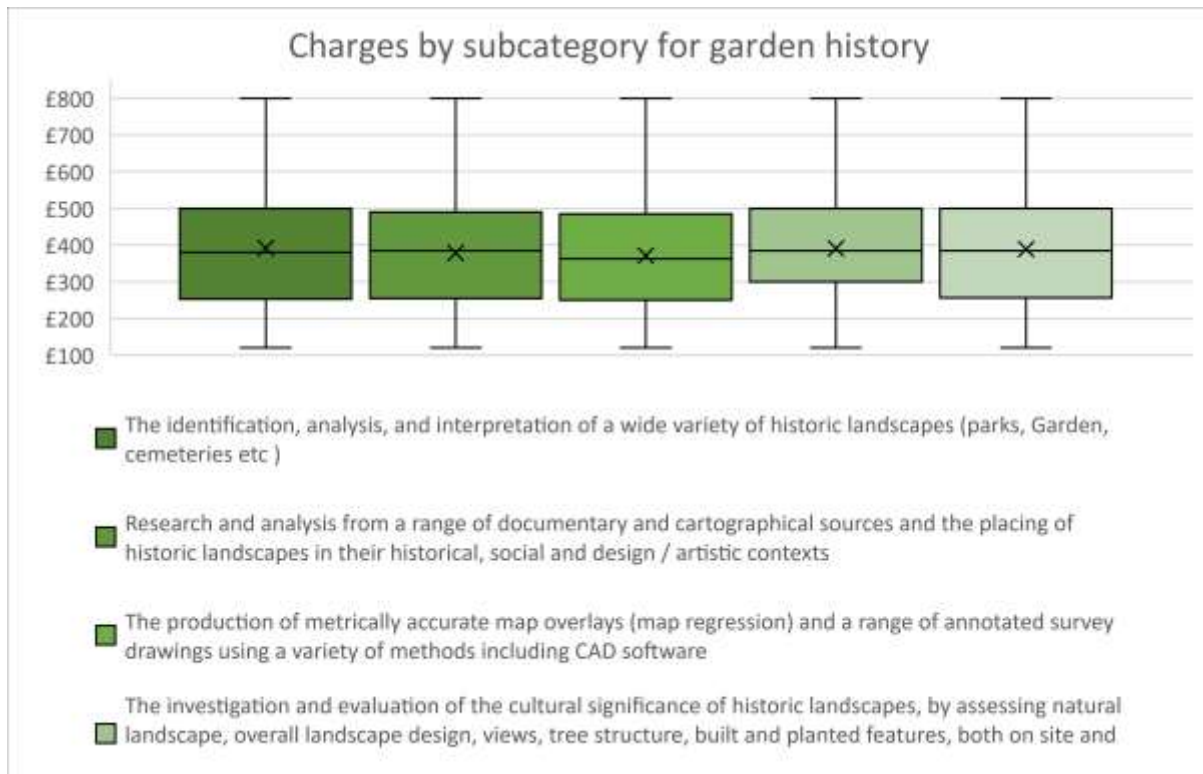 Charges by subcategory for garden history
£800
£700
£600
£500
£400
£300
£200
£100
The identification, analysis, and interpretation of a wide variety of historic landscapes (parks, Garden,
cemeteries etc )
Research and analysis from a range of documentary and cartographical sources and the placing of
historic landscapes in their historical, social and design / artistic contexts
The production of metrically accurate map overlays (map regression) and a range of annotated survey
drawings using a variety of methods including CAD software
The investigation and evaluation of the cultural significance of historic landscapes, by assessing natural
landscape, overall landscape design, views, tree structure, built and planted features, both on site and